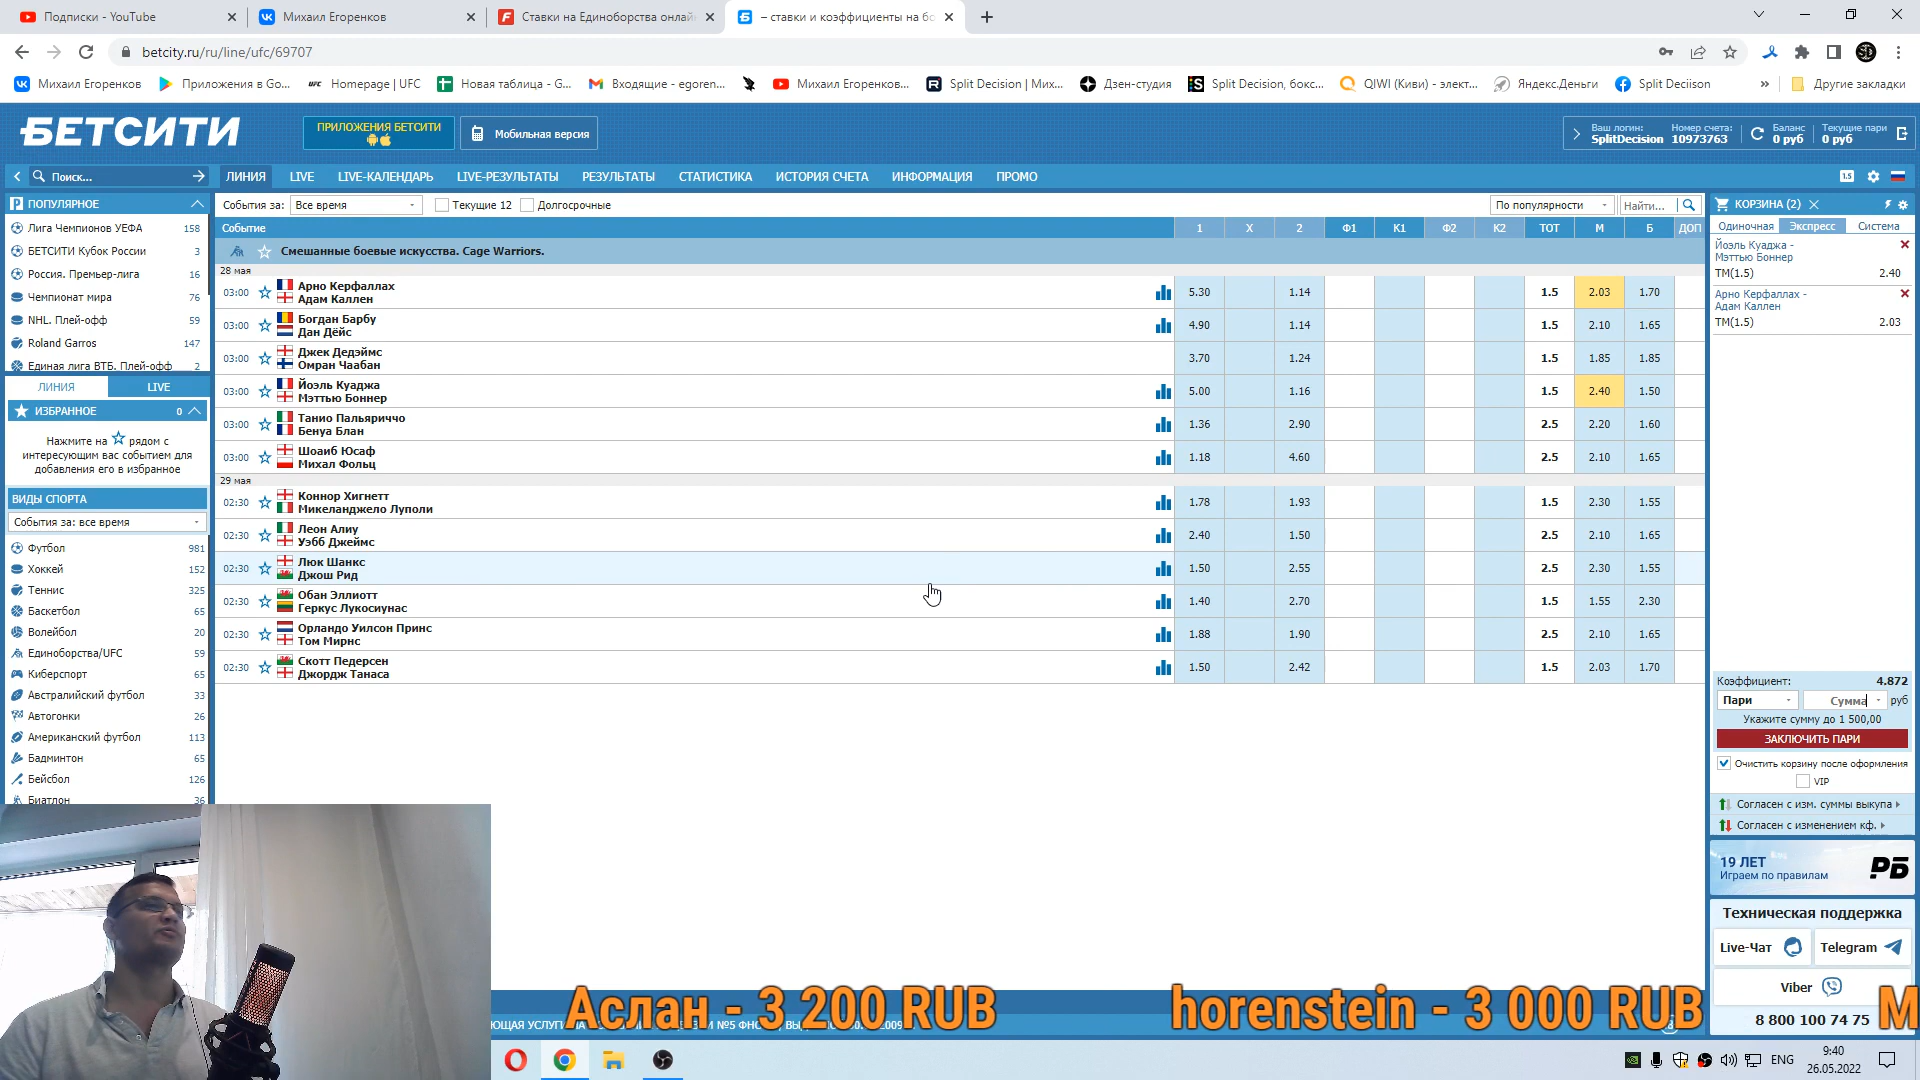 Подписки - YouTube
Михаил Егоренков
Ставки на Единоборства онлай
– ставки и коэффициенты на бо
betcity.ru/ru/line/ufc/69707
Михаил Егоренков
Приложения в Go...
UFC
Homepage | UFC
Новая таблица - G...
Входящие - egoren...
Михаил Егоренков...
Split Decision | Мих...
Дзен-студия
Split Decision, бокс...
QIWI (Киви) - элект...
Яндекс.Деньги
Split Deciison
»
Другие закладки
БЕТСИТИ
ПРИЛОЖЕНИЯ БЕТСИТИ
Мобильная версия
Ваш логин:
SplitDecision
Номер счета:
10973763
Баланс
0 руб
Текущие пари
0 руб
Поиск...
ЛИНИЯ
LIVE
LIVE-КАЛЕНДАРЬ
LIVE-РЕЗУЛЬТАТЫ
РЕЗУЛЬТАТЫ
СТАТИСТИКА
ИСТОРИЯ СЧЕТА
ИНФОРМАЦИЯ
ПРОМО
1.5
ПОПУЛЯРНОЕ
Лига Чемпионов УЕФА 158
БЕТСИТИ Кубок России 3
Россия. Премьер-лига 16
Чемпионат мира 76
NHL. Плей-офф 59
Roland Garros 147
Единая лига ВТБ. Плей-офф 2
ЛИНИЯ LIVE
ИЗБРАННОЕ 0
Нажмите на рядом с
интересующим вас событием для
добавления его в избранное
ВИДЫ СПОРТА
События за: все время
Футбол 981
Хоккей 152
Теннис 325
Баскетбол 65
Волейбол 20
Единоборства/UFC 59
Киберспорт 65
Австралийский футбол 33
Автогонки 26
Американский футбол 113
Бадминтон 65
Бейсбол 126
Биатлон 36
События за: Все время Текущие 12 Долгосрочные По популярности Найти...
Событие 1 X 2 Ф1 К1 Ф2 К2 ТОТ М Б ДОП
Смешанные боевые искусства. Cage Warriors.
28 мая
03:00 Арно Керфаллах
Адам Каллен 5.30 1.14 1.5 2.03 1.70
03:00 Богдан Барбу
Дан Дёйс 4.90 1.14 1.5 2.10 1.65
03:00 Джек Дедэймс
Омран Чаабан 3.70 1.24 1.5 1.85 1.85
03:00 Йоэль Куаджа
Мэттью Боннер 5.00 1.16 1.5 2.40 1.50
03:00 Танио Пальяриччо
Бенуа Блан 1.36 2.90 2.5 2.20 1.60
03:00 Шоаиб Юсаф
Михал Фольц 1.18 4.60 2.5 2.10 1.65
29 мая
02:30 Коннор Хигнетт
Микеланджело Луполи 1.78 1.93 1.5 2.30 1.55
02:30 Леон Алиу
Уэбб Джеймс 2.40 1.50 2.5 2.10 1.65
02:30 Люк Шанкс
Джош Рид 1.50 2.55 2.5 2.30 1.55
02:30 Обан Эллиотт
Геркус Лукосиунас 1.40 2.70 1.5 1.55 2.30
02:30 Орландо Уилсон Принс
Том Мирнс 1.88 1.90 2.5 2.10 1.65
02:30 Скотт Педерсен
Джордж Танаса 1.50 2.42 1.5 2.03 1.70
КОРЗИНА (2)
Одиночная Экспресс Система
Йоэль Куаджа -
Мэттью Боннер
ТМ(1.5) 2.40
Арно Керфаллах -
Адам Каллен
ТМ(1.5) 2.03
Коэффициент: 4.872
Пари Сумма руб
Укажите сумму до 1 500,00
ЗАКЛЮЧИТЬ ПАРИ
Очистить корзину после оформления
VIP
Согласен с изм. суммы выкупа
Согласен с изменением кф.
19 ЛЕТ
Играем по правилам
РБ
Техническая поддержка
Live-Чат
Telegram
Viber
8 800 100 74 75
Аслан - 3 200 RUB horenstein - 3 000 RUB М
ENG
9:40
26.05.2022